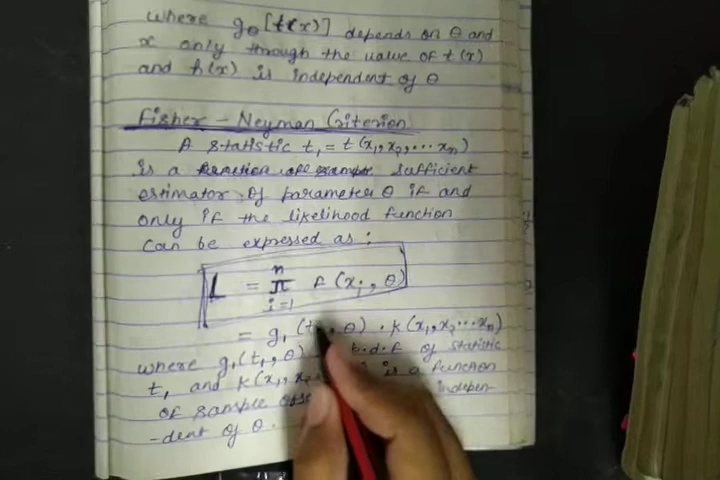 where gθ [t(x)] depends on θ and
x only through the value of t(x)
and h(x) is independent of θ
Fisher - Neyman Criterion
A statistic t₁ = t(x₁, x₂, ... xₙ)
is a sufficient
estimator of parameter θ if and
only if the likelihood function
can be expressed as :
L = π f(xᵢ, θ)
n
i=1
= g₁(t₁, θ) . k(x₁, x₂ ... xₙ)
where g₁(t₁, θ) p.d.f of statistic
t₁ and k(x₁, is a function
of sample indepen-
-dent of θ.